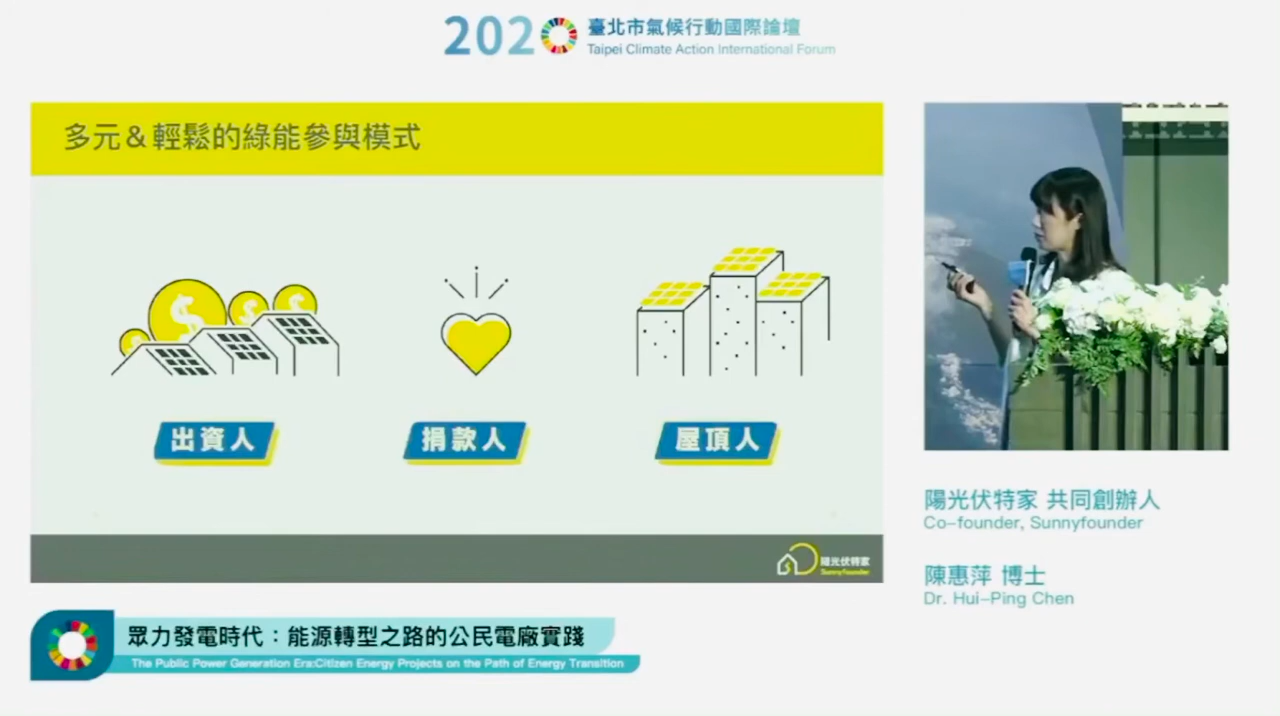 2020 臺北市氣候行動國際論壇
Taipei Climate Action International Forum
多元&輕鬆的綠能參與模式
出資人
捐款人
屋頂人
陽光伏特家
Sunnyfounder
陽光伏特家 共同創辦人
Co-founder, Sunnyfounder
陳惠萍 博士
Dr. Hui-Ping Chen
眾力發電時代:能源轉型之路的公民電廠實踐
The Public Power Generation Era:Citizen Energy Projects on the Path of Energy Transition